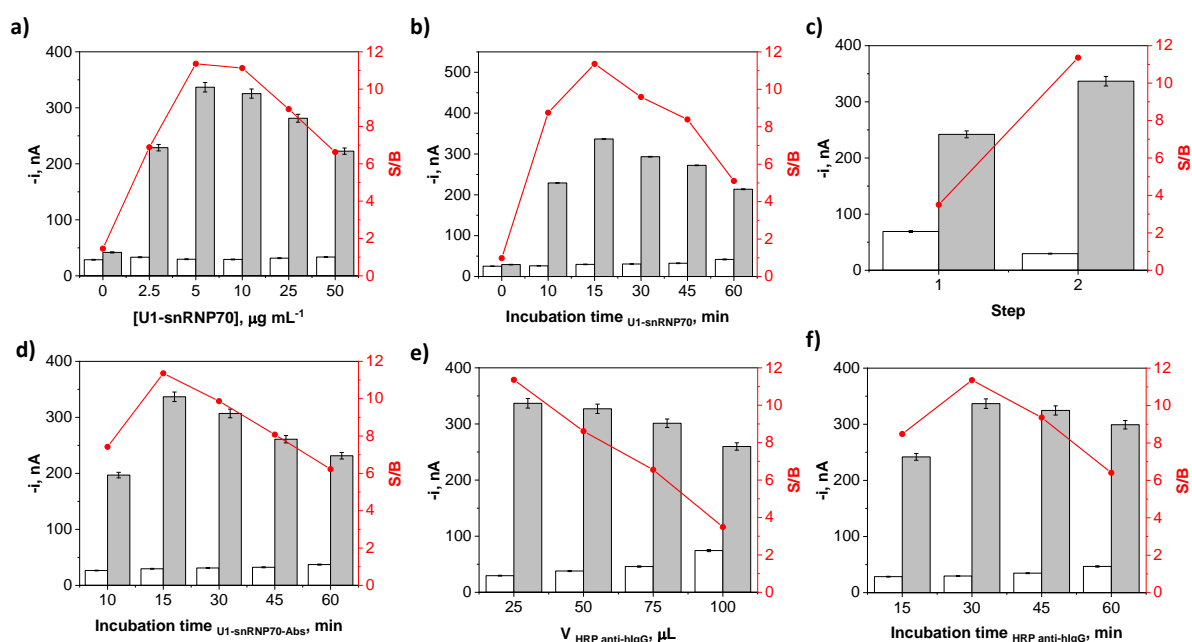 a)
400
300
200
100
0
-i, nA
12
10
8
6
4
2
0
S/B
0 2.5 5 10 25 50
[U1-snRNP70], μg mL-1
b)
500
400
300
200
100
0
-i, nA
12
10
8
6
4
2
0
S/B
0 10 15 30 45 60
Incubation time U1-snRNP70, min
c)
400
300
200
100
0
-i, nA
12
10
8
6
4
2
0
S/B
1 2
Step
d)
400
300
200
100
0
-i, nA
12
10
8
6
4
2
0
S/B
10 15 30 45 60
Incubation time U1-snRNP70-Abs, min
e)
400
300
200
100
0
-i, nA
12
10
8
6
4
2
0
S/B
25 50 75 100
V HRP anti-hIgG, μL
f)
400
300
200
100
0
-i, nA
12
10
8
6
4
2
0
S/B
15 30 45 60
Incubation time HRP anti-hIgG, min